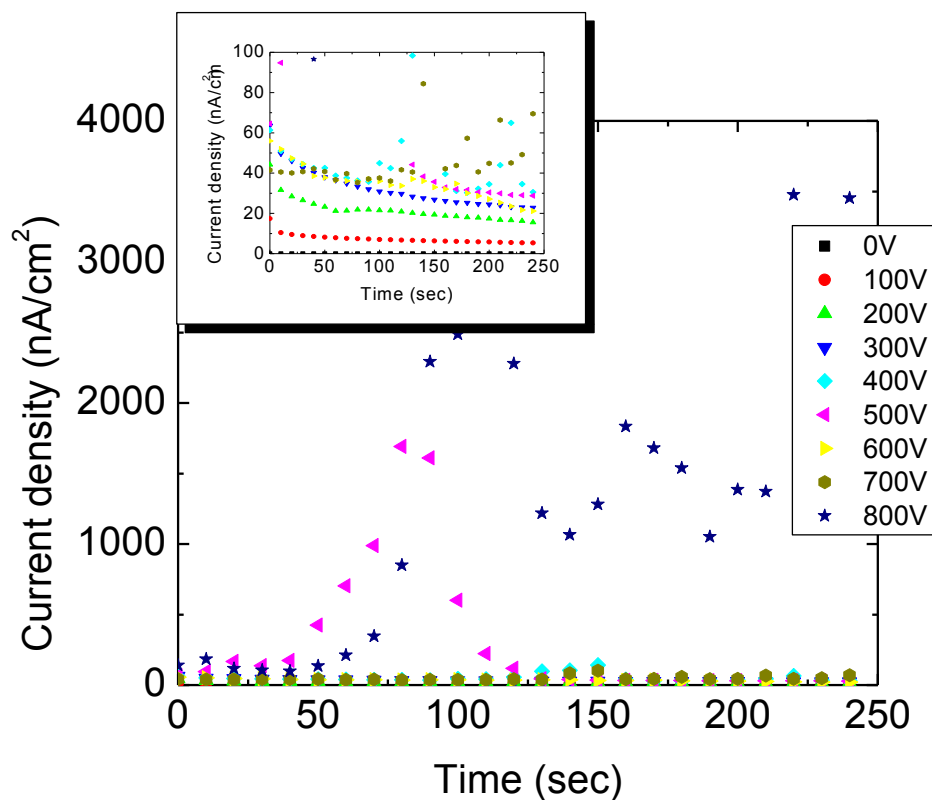 100
80
60
40
20
0
0 50 100 150 200 250
Current density (nA/cm²)
Time (sec)
4000
3000
2000
1000
0
0 50 100 150 200 250
Current density (nA/cm²)
Time (sec)
0V
100V
200V
300V
400V
500V
600V
700V
800V